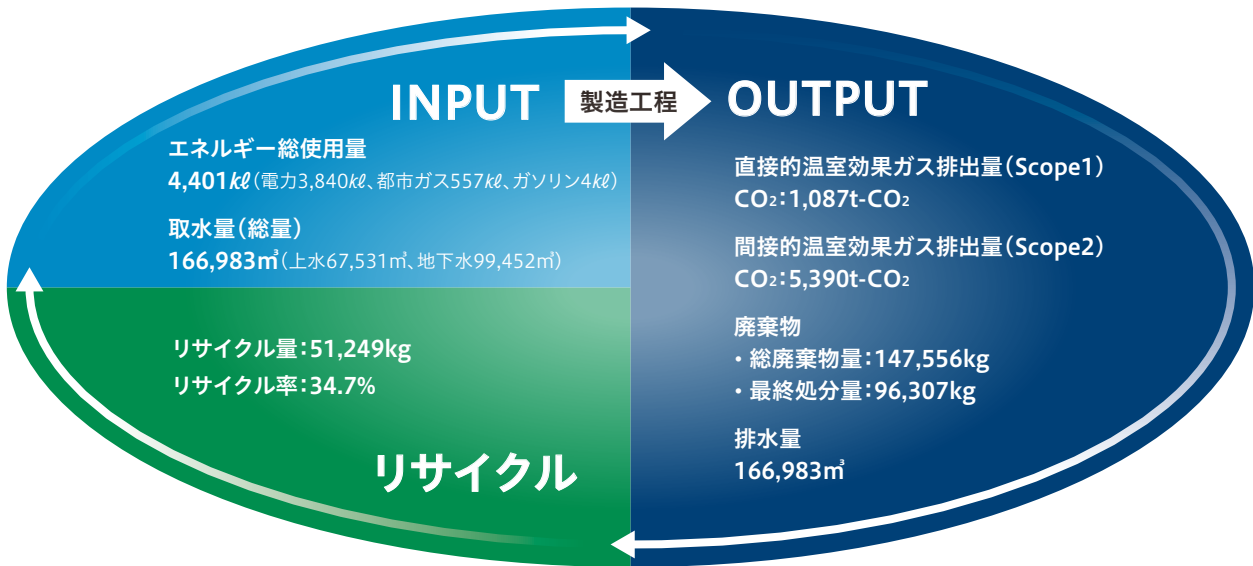 INPUT
製造工程
OUTPUT
エネルギー総使用量
4,401㎘(電力3,840㎘、都市ガス557㎘、ガソリン4㎘)
取水量(総量)
166,983㎥(上水67,531㎥、地下水99,452㎥)
直接的温室効果ガス排出量(Scope1)
CO₂:1,087t-CO₂
間接的温室効果ガス排出量(Scope2)
CO₂:5,390t-CO₂
廃棄物
・総廃棄物量:147,556kg
・最終処分量:96,307kg
排水量
166,983㎥
リサイクル量:51,249kg
リサイクル率:34.7%
リサイクル